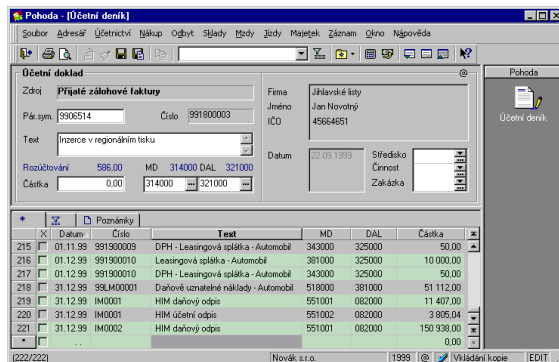 Pohoda - [Účetní deník]
Soubor Adresář Účetnictví Nákup Odbyt Sklady Mzdy Jízdy Majetek Záznam Okno Nápověda
Účetní doklad @
Zdroj Přijaté zálohové faktury
Pár.sym. 9906514 Číslo 991800003
Text Inzerce v regionálním tisku
Rozúčtování 586,00 MD 314000 DAL 321000
Částka 0,00 314000 321000
Firma Jihlavské listy
Jméno Jan Novotný
IČO 45664651
Datum 22.09.1999 Středisko
Činnost
Zakázka
Pohoda
Účetní deník
* Poznámky
X Datum Číslo Text MD DAL Částka
215 01.11.99 991900009 DPH - Leasingová splátka - Automobil 343000 325000 50,00
216 01.12.99 991900010 Leasingová splátka - Automobil 381000 325000 10 000,00
217 01.12.99 991900010 DPH - Leasingová splátka - Automobil 343000 325000 50,00
218 31.12.99 99LM00001 Daňově uznatelné náklady - Automobil 518000 381000 51 112,00
219 31.12.99 IM0001 HIM daňový odpis 551001 082000 11 407,00
220 31.12.99 IM0001 HIM účetní odpis 551002 082000 3 805,04
221 31.12.99 IM0002 HIM daňový odpis 551001 082000 150 938,00
* . . 0,00
(222/222) Novák s.r.o. 1999 @ Vkládání kopie EDIT